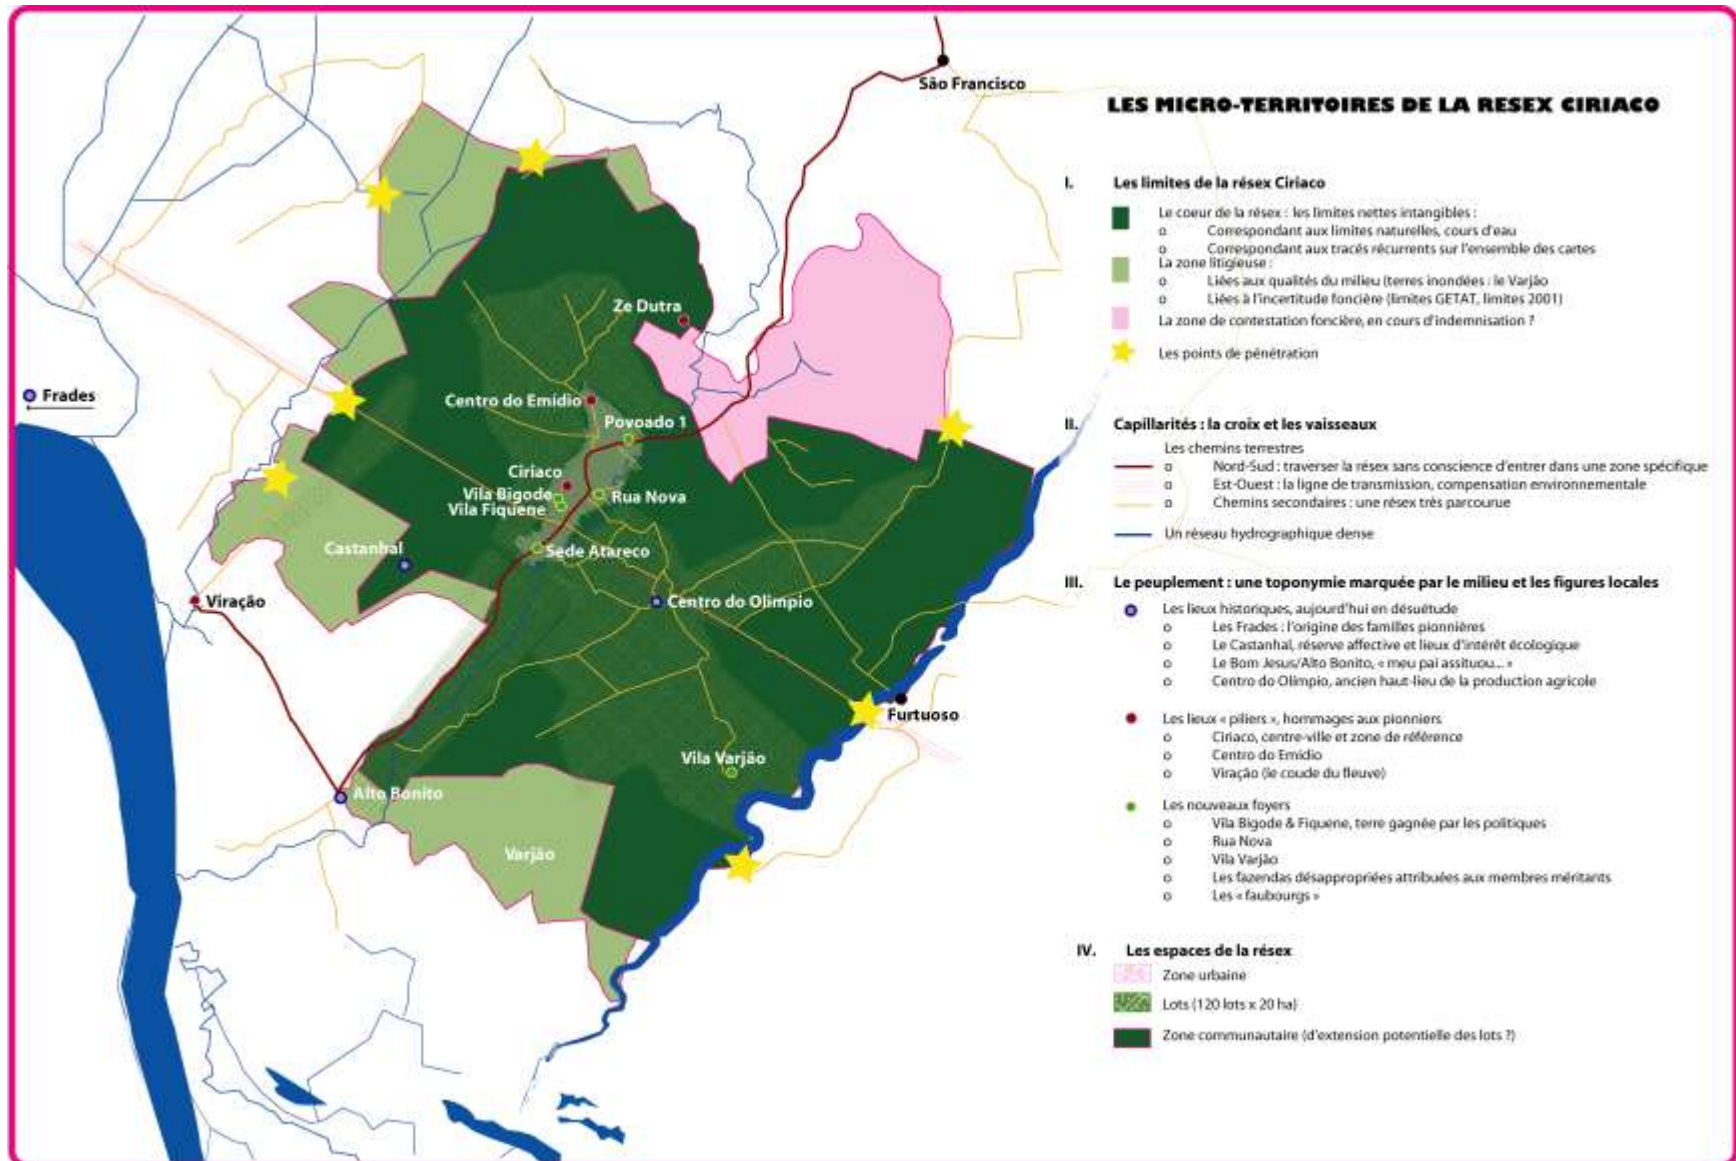 São Francisco
Ze Dutra
Frades
Centro do Emídio
Povoado 1
Ciriaco
Vila Bigode
Rua Nova
Vila Fiquene
Castanhal
Sede Atareco
Viração
Centro do Olimpio
Furtuoso
Vila Varjão
Alto Bonito
Varjão
LES MICRO-TERRITOIRES DE LA RESEX CIRIACO
I. Les limites de la résex Ciriaco
Le coeur de la résex : les limites nettes intangibles :
o Correspondant aux limites naturelles, cours d'eau
o Correspondant aux tracés récurrents sur l'ensemble des cartes
La zone litigieuse :
o Liées aux qualités du milieu (terres inondées : le Varjão
o Liées à l'incertitude foncière (limites GETAT, limites 2001)
La zone de contestation foncière, en cours d'indemnisation ?
Les points de pénétration
II. Capillarités : la croix et les vaisseaux
Les chemins terrestres
o Nord-Sud : traverser la résex sans conscience d'entrer dans une zone spécifique
o Est-Ouest : la ligne de transmission, compensation environnementale
o Chemins secondaires : une résex très parcourue
Un réseau hydrographique dense
III. Le peuplement : une toponymie marquée par le milieu et les figures locales
Les lieux historiques, aujourd'hui en désuétude
o Les Frades : l'origine des familles pionnières
o Le Castanhal, réserve affective et lieux d'intérêt écologique
o Le Bom Jesus/Alto Bonito, « meu pai assituou... »
o Centro do Olímpio, ancien haut-lieu de la production agricole
Les lieux « piliers », hommages aux pionniers
o Ciriaco, centre-ville et zone de référence
o Centro do Emídio
o Viração (le coude du fleuve)
Les nouveaux foyers
o Vila Bigode & Fiquene, terre gagnée par les politiques
o Rua Nova
o Vila Varjão
o Les fazendas désappropriées attribuées aux membres méritants
o Les « faubourgs »
IV. Les espaces de la résex
Zone urbaine
Lots (120 lots x 20 ha)
Zone communautaire (d'extension potentielle des lots ?)